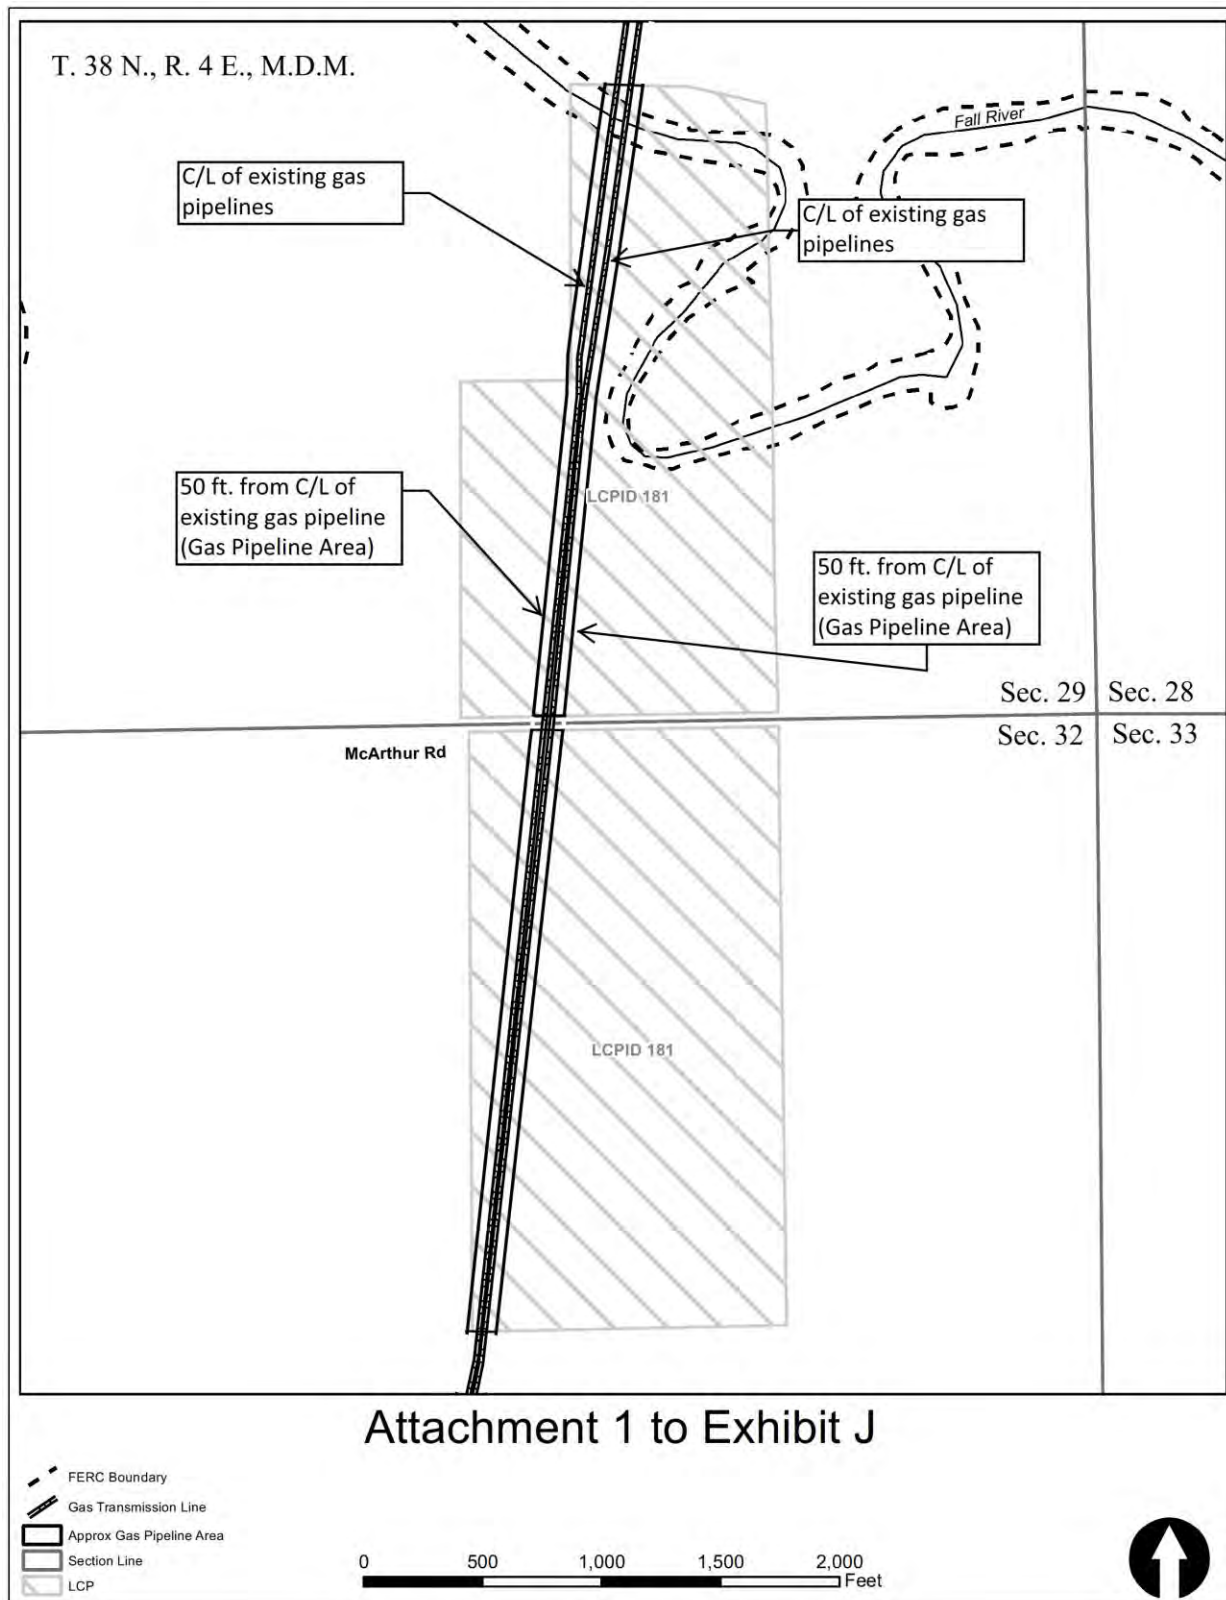 T. 38 N., R. 4 E., M.D.M.
Fall River
C/L of existing gas
pipelines
C/L of existing gas
pipelines
50 ft. from C/L of
existing gas pipeline
(Gas Pipeline Area)
LCPID 181
50 ft. from C/L of
existing gas pipeline
(Gas Pipeline Area)
Sec. 29 Sec. 28
Sec. 32 Sec. 33
McArthur Rd
LCPID 181
Attachment 1 to Exhibit J
FERC Boundary
Gas Transmission Line
Approx Gas Pipeline Area
Section Line
LCP
0 500 1,000 1,500 2,000
Feet